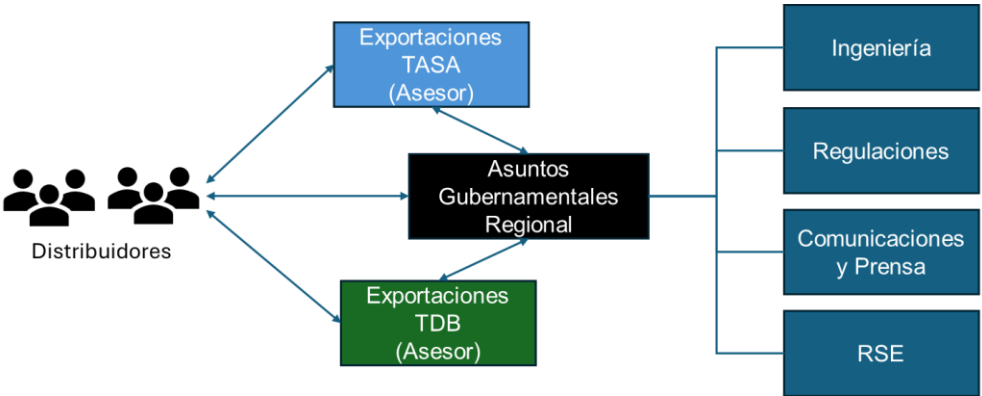 Exportaciones
TASA
(Asesor)
Asuntos
Gubernamentales
Regional
Exportaciones
TDB
(Asesor)
Distribuidores
Ingeniería
Regulaciones
Comunicaciones
y Prensa
RSE